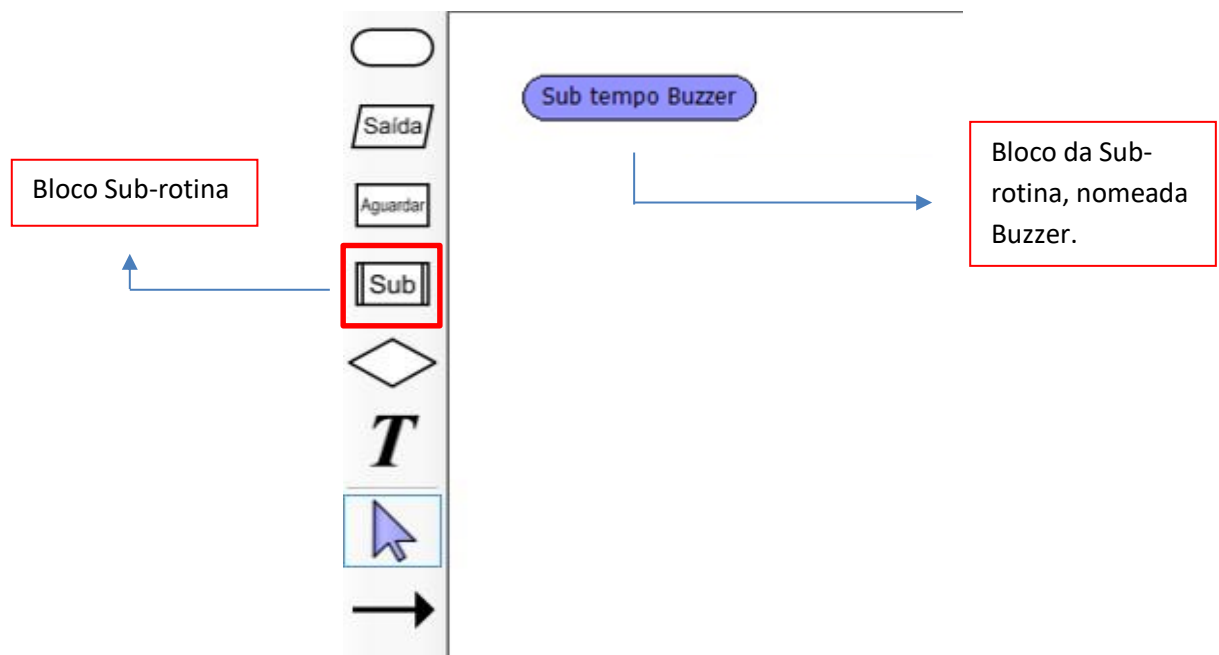 Saída
Sub tempo Buzzer
Bloco Sub-rotina
Aguardar
Sub
T
Bloco da Sub-
rotina, nomeada
Buzzer.